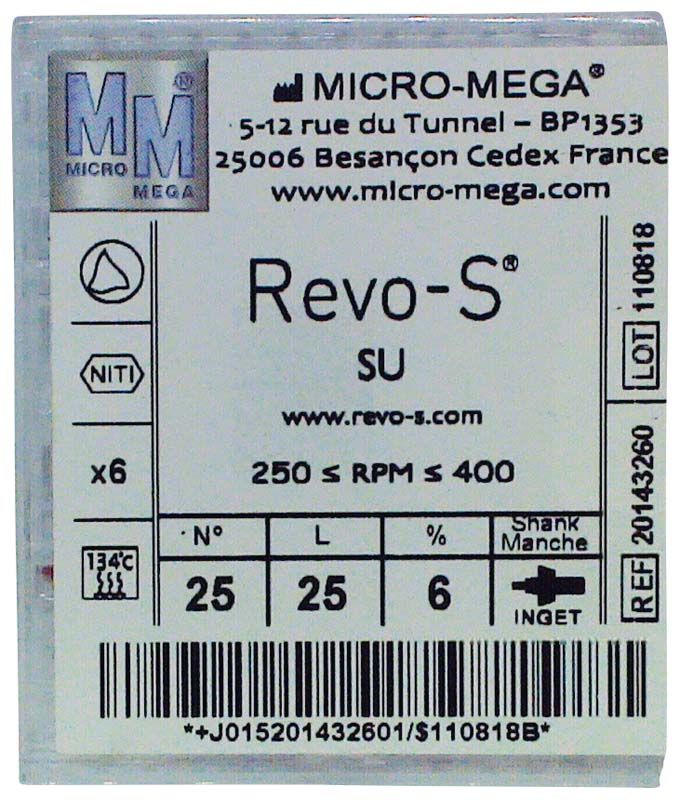 MM
MICRO
MEGA
MICRO-MEGA®
5-12 rue du Tunnel – BP1353
25006 Besançon Cedex France
www.micro-mega.com
Revo-S®
SU
www.revo-s.com
250 ≤ RPM ≤ 400
NITI
x6
134°C
N° L % Shank Manche
25 25 6 INGET
LOT 110818
REF 20143260
*+J015201432601/$110818B*